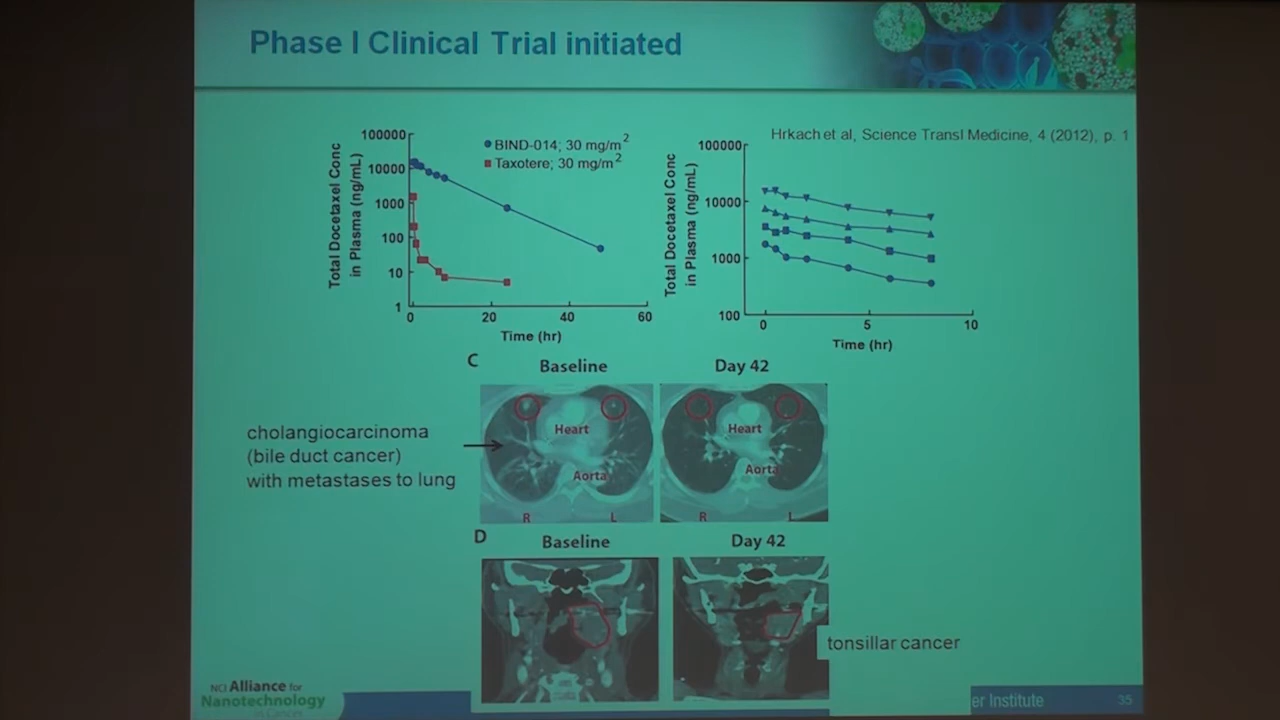 Phase I Clinical Trial initiated
Hrkach et al, Science Transl Medicine, 4 (2012), p. 1
Total Docetaxel Conc
in Plasma (ng/mL)
100000
10000
1000
100
10
1
BIND-014; 30 mg/m2
Taxotere; 30 mg/m2
0
20
40
60
Time (hr)
Total Docetaxel Conc
in Plasma (ng/mL)
100000
10000
1000
100
0
5
10
Time (hr)
C
Baseline
Day 42
Heart
Aorta
R
L
Heart
Aorta
R
L
cholangiocarcinoma
(bile duct cancer)
with metastases to lung
D
Baseline
Day 42
tonsillar cancer
NCI Alliance for
Nanotechnology
in Cancer
er Institute
35